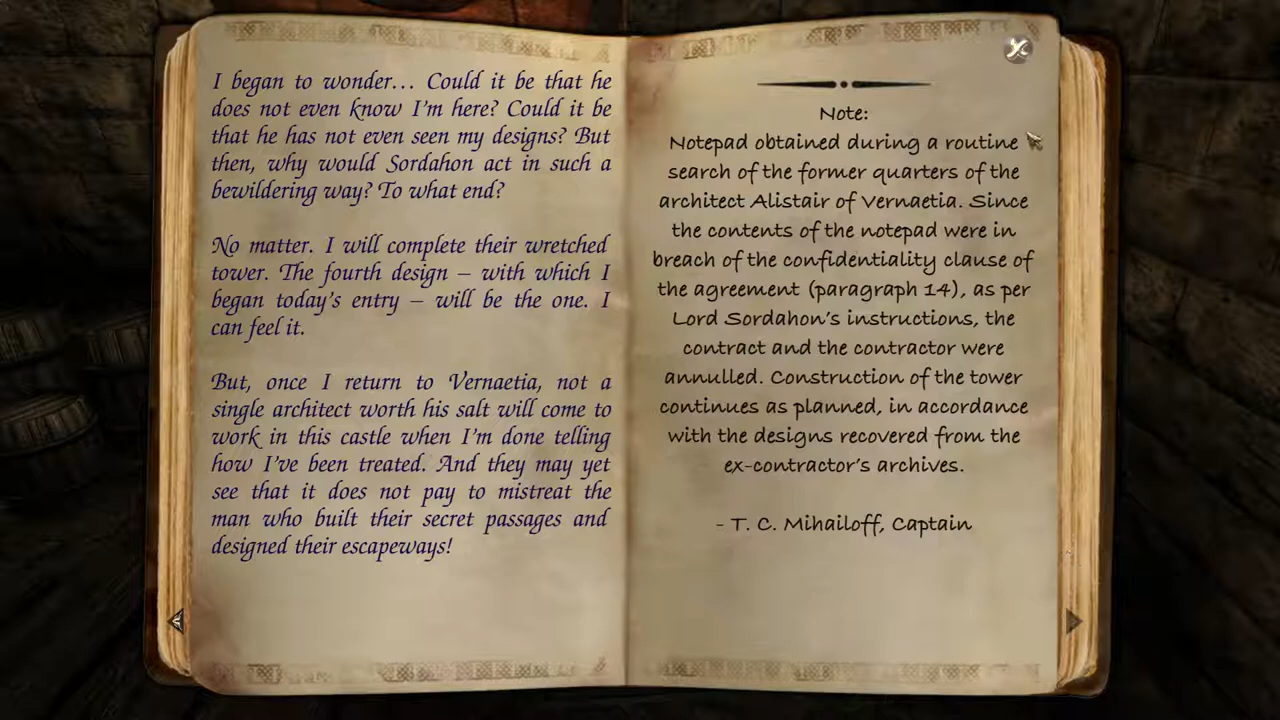 I began to wonder… Could it be that he
does not even know I'm here? Could it be
that he has not even seen my designs? But
then, why would Sordahon act in such a
bewildering way? To what end?
No matter. I will complete their wretched
tower. The fourth design – with which I
began today's entry – will be the one. I
can feel it.
But, once I return to Vernaetia, not a
single architect worth his salt will come to
work in this castle when I'm done telling
how I've been treated. And they may yet
see that it does not pay to mistreat the
man who built their secret passages and
designed their escapeways!
Note:
Notepad obtained during a routine
search of the former quarters of the
architect Alistair of Vernaetia. Since
the contents of the notepad were in
breach of the confidentiality clause of
the agreement (paragraph 14), as per
Lord Sordahon's instructions, the
contract and the contractor were
annulled. Construction of the tower
continues as planned, in accordance
with the designs recovered from the
ex-contractor's archives.
- T. C. Mihailoff, Captain